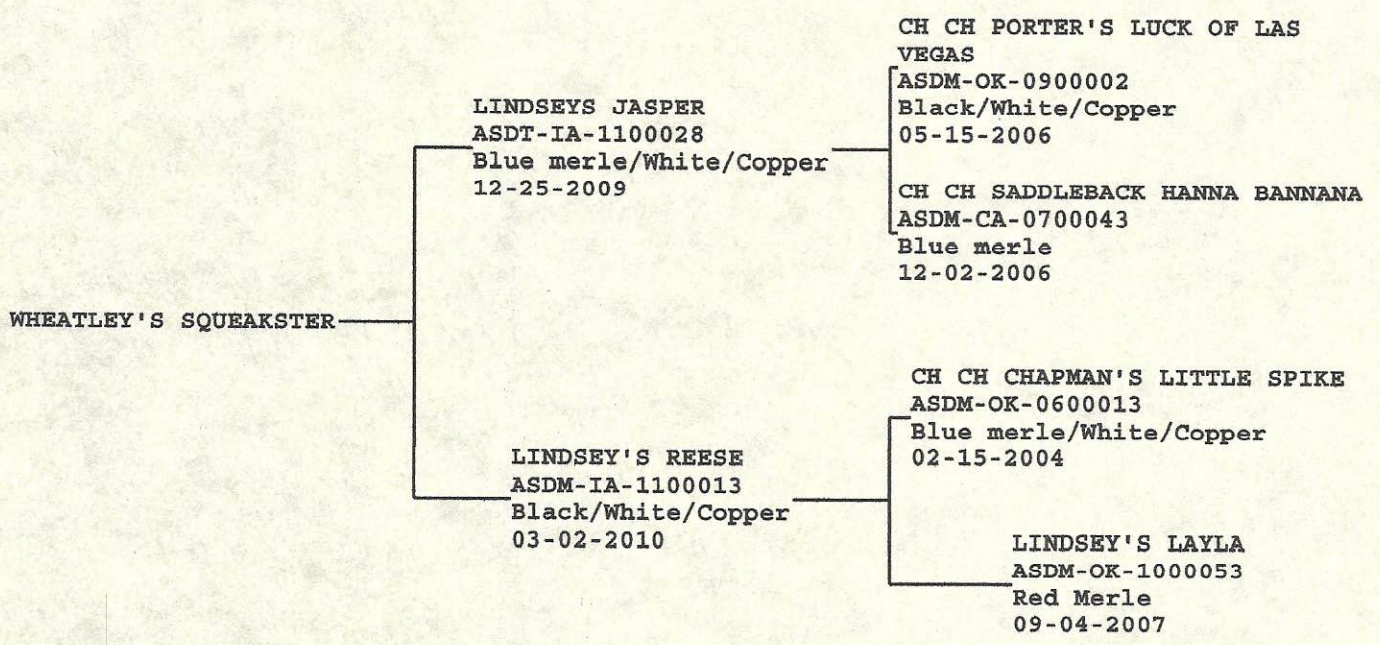 CH CH PORTER'S LUCK OF LAS
VEGAS
ASDM-OK-0900002
Black/White/Copper
05-15-2006
LINDSEYS JASPER
ASDT-IA-1100028
Blue merle/White/Copper
12-25-2009
CH CH SADDLEBACK HANNA BANNANA
ASDM-CA-0700043
Blue merle
12-02-2006
WHEATLEY'S SQUEAKSTER
CH CH CHAPMAN'S LITTLE SPIKE
ASDM-OK-0600013
Blue merle/White/Copper
02-15-2004
LINDSEY'S REESE
ASDM-IA-1100013
Black/White/Copper
03-02-2010
LINDSEY'S LAYLA
ASDM-OK-1000053
Red Merle
09-04-2007